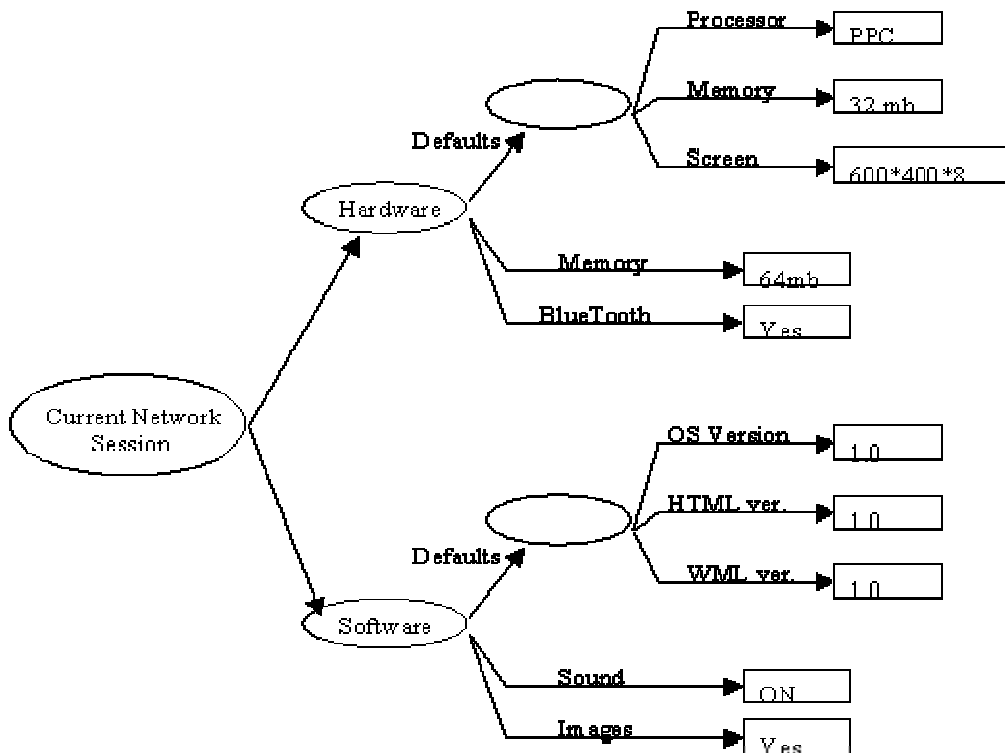 Processor
PPC
Memory
32 mb
Defaults
Screen
600*400*8
Hardware
Memory
64mb
BlueTooth
Yes
Current Network
Session
OS Version
1.0
HTML ver.
1.0
Defaults
WML ver.
1.0
Software
Sound
ON
Images
Yes